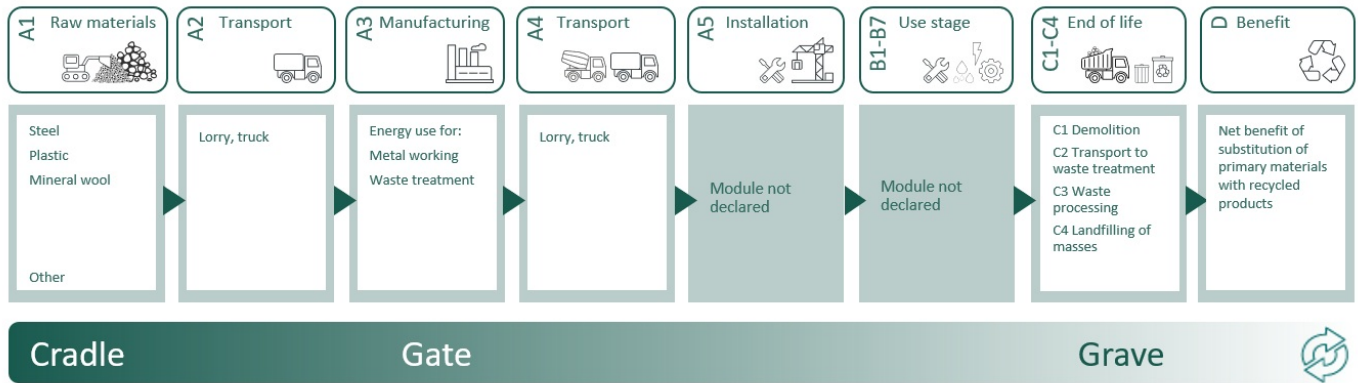 A1 Raw materials
A2 Transport
A3 Manufacturing
A4 Transport
A5 Installation
B1-B7 Use stage
C1-C4 End of life
D Benefit
Steel
Plastic
Mineral wool
Other
Lorry, truck
Energy use for:
Metal working
Waste treatment
Lorry, truck
Module not
declared
Module not
declared
C1 Demolition
C2 Transport to
waste treatment
C3 Waste
processing
C4 Landfilling of
masses
Net benefit of
substitution of
primary materials
with recycled
products
Cradle
Gate
Grave